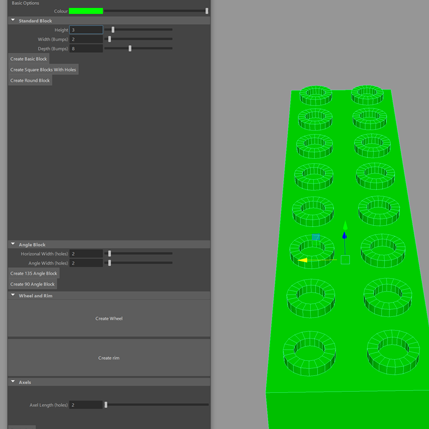 Basic Options
Colour
Standard Block
Height 3
Width (Bumps) 2
Depth (Bumps) 8
Create Basic Block
Create Square Blocks With Holes
Create Round Block
Angle Block
Horizontal Width (holes) 2
Angle Width (holes) 2
Create 135 Angle Block
Create 90 Angle Block
Wheel and Rim
Create Wheel
Create rim
Axels
Axel Length (holes) 2